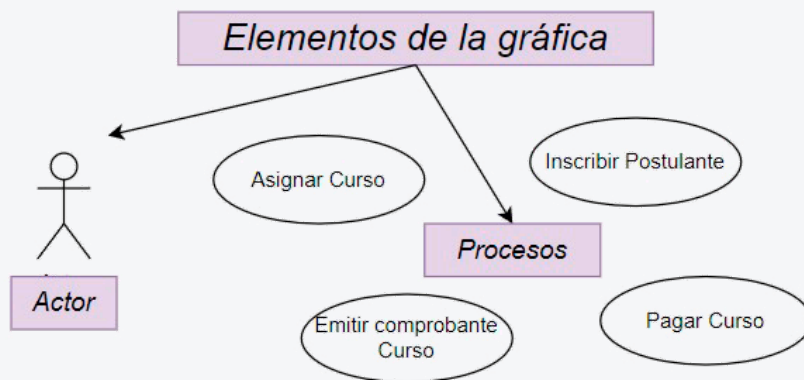 Elementos de la gráfica
Inscribir Postulante
Asignar Curso
Procesos
Actor
Emitir comprobante
Curso
Pagar Curso